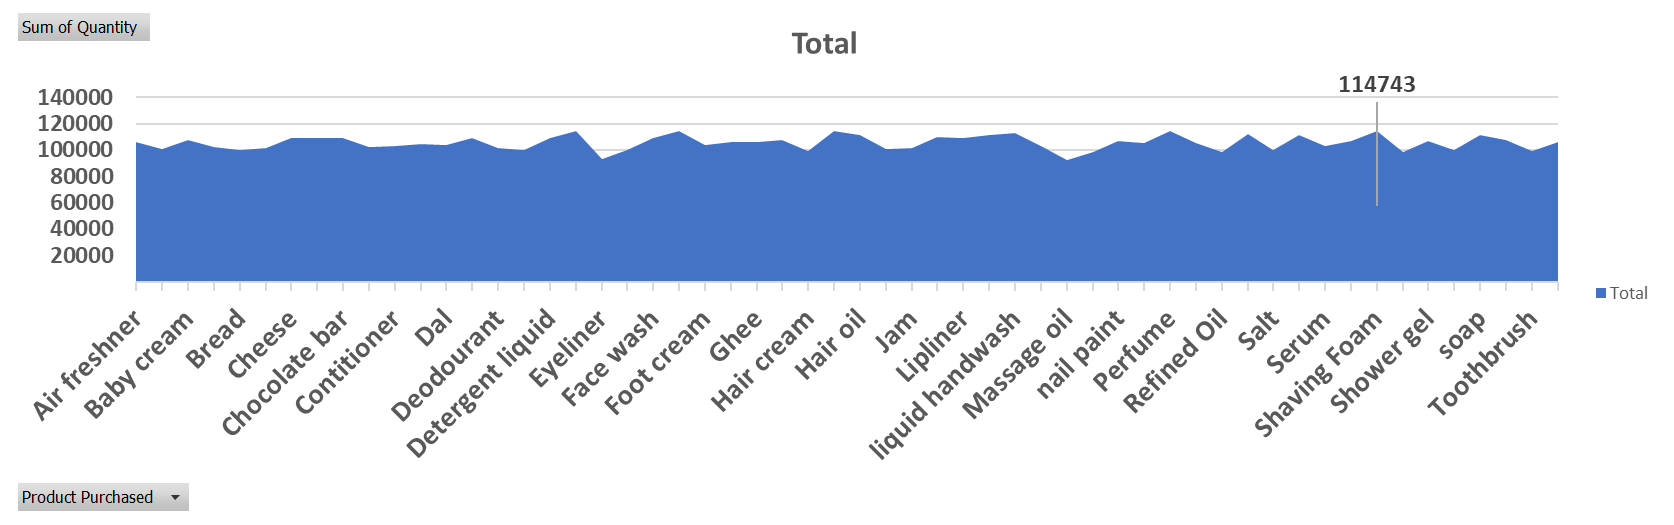 Sum of Quantity
Total
114743
140000
120000
100000
80000
60000
40000
20000
Total
Air freshner
Baby cream
Bread
Cheese
Chocolate bar
Contitioner
Dal
Deodourant
Detergent liquid
Eyeliner
Face wash
Foot cream
Ghee
Hair cream
Hair oil
Jam
Lipliner
liquid handwash
Massage oil
nail paint
Perfume
Refined Oil
Salt
Serum
Shaving Foam
Shower gel
soap
Toothbrush
Product Purchased